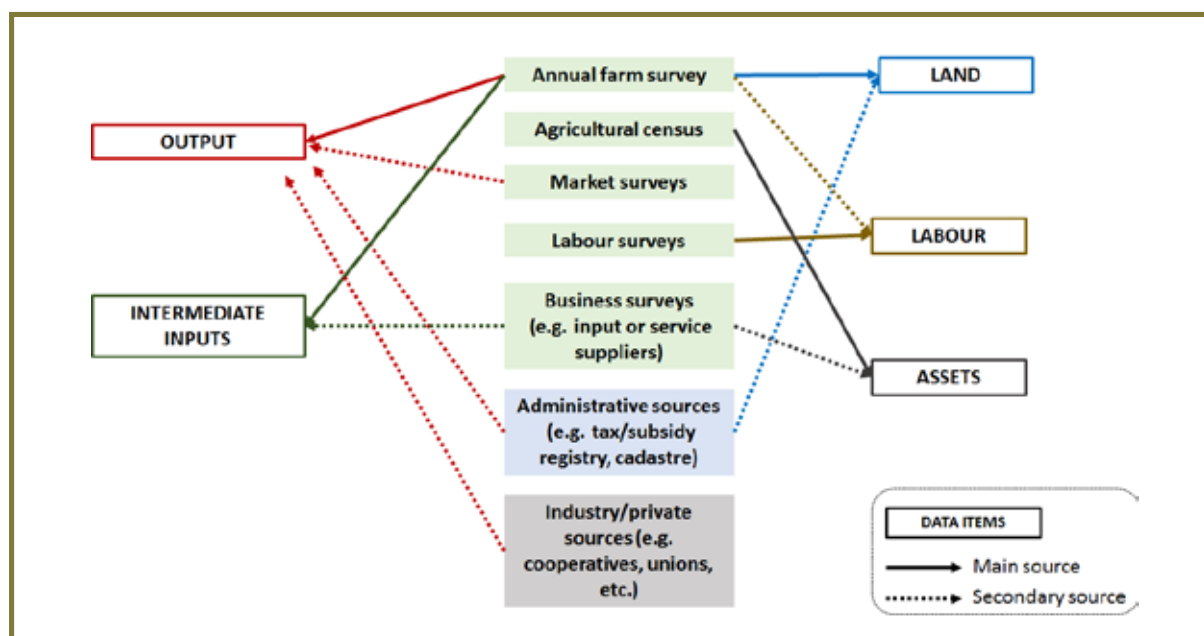 OUTPUT
INTERMEDIATE
INPUTS
Annual farm survey
Agricultural census
Market surveys
Labour surveys
Business surveys
(e.g. input or service
suppliers)
Administrative sources
(e.g. tax/subsidy
registry, cadastre)
Industry/private
sources (e.g.
cooperatives, unions,
etc.)
LAND
LABOUR
ASSETS
DATA ITEMS
Main source
Secondary source